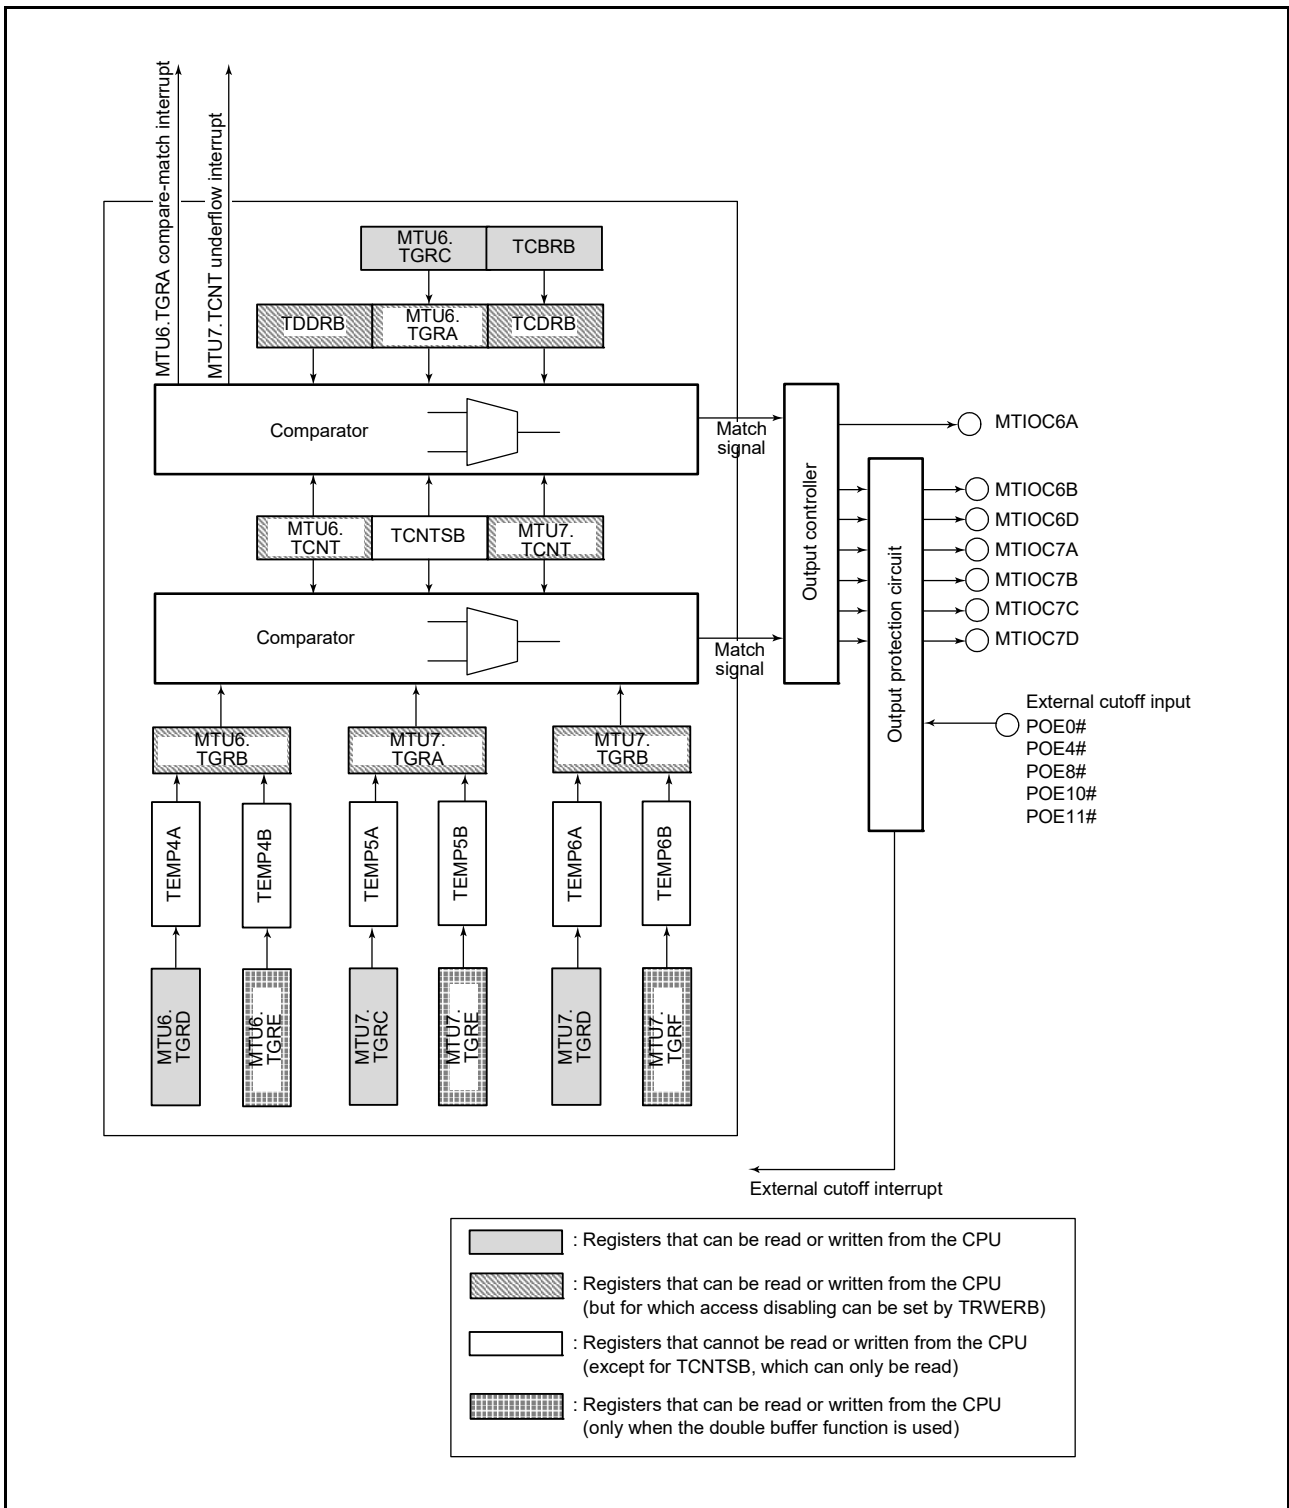 MTU6.TGRA compare-match interrupt
MTU7.TCNT underflow interrupt
MTU6.
TGRC
TCBRB
TDDRB
MTU6.
TGRA
TCDRB
Comparator
Match
signal
MTU6.
TCNT
TCNTSB
MTU7.
TCNT
Comparator
Match
signal
Output controller
Output protection circuit
MTIOC6A
MTIOC6B
MTIOC6D
MTIOC7A
MTIOC7B
MTIOC7C
MTIOC7D
External cutoff input
POE0#
POE4#
POE8#
POE10#
POE11#
MTU6.
TGRB
MTU7.
TGRA
MTU7.
TGRB
TEMP4A
TEMP4B
TEMP5A
TEMP5B
TEMP6A
TEMP6B
MTU6.
TGRD
MTU6.
TGRE
MTU7.
TGRC
MTU7.
TGRE
MTU7.
TGRD
MTU7.
TGRF
External cutoff interrupt
: Registers that can be read or written from the CPU
: Registers that can be read or written from the CPU
(but for which access disabling can be set by TRWERB)
: Registers that cannot be read or written from the CPU
(except for TCNTSB, which can only be read)
: Registers that can be read or written from the CPU
(only when the double buffer function is used)